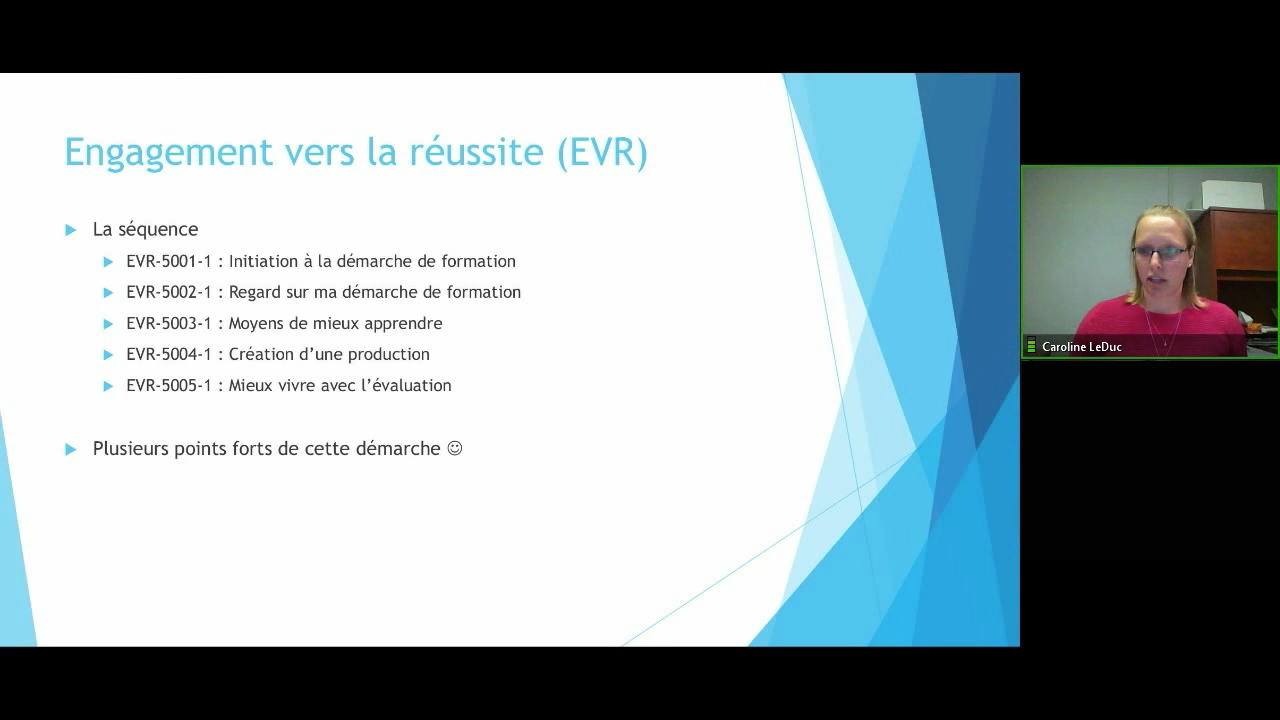 Engagement vers la réussite (EVR)
La séquence
EVR-5001-1 : Initiation à la démarche de formation
EVR-5002-1 : Regard sur ma démarche de formation
EVR-5003-1 : Moyens de mieux apprendre
EVR-5004-1 : Création d’une production
EVR-5005-1 : Mieux vivre avec l’évaluation
Plusieurs points forts de cette démarche ☺
Caroline LeDuc